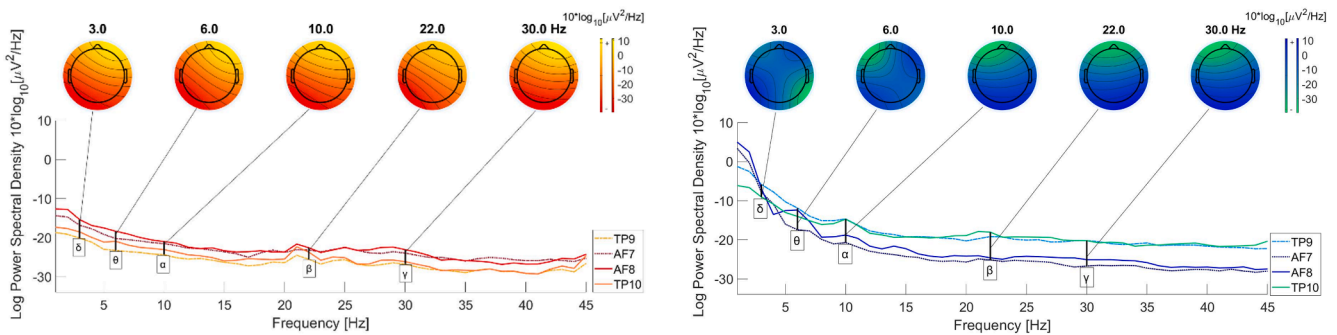 10*log10[μV²/Hz]
3.0 6.0 10.0 22.0 30.0 Hz
+ 10
0
-10
-20
- -30
Log Power Spectral Density 10*log10[μV²/Hz]
10
0
-10
-20
-30
δ θ α β γ
TP9
AF7
AF8
TP10
5 10 15 20 25 30 35 40 45
Frequency [Hz]
10*log10[μV²/Hz]
3.0 6.0 10.0 22.0 30.0 Hz
+ 10
0
-10
-20
- -30
Log Power Spectral Density 10*log10[μV²/Hz]
10
0
-10
-20
-30
δ θ α β γ
TP9
AF7
AF8
TP10
5 10 15 20 25 30 35 40 45
Frequency [Hz]